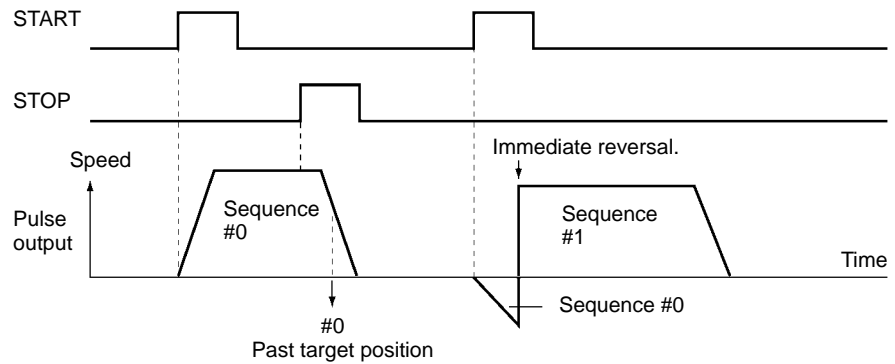 START
STOP
Immediate reversal.
Speed
Pulse
output
Sequence
#0
Sequence
#1
Time
Sequence #0
#0
Past target position